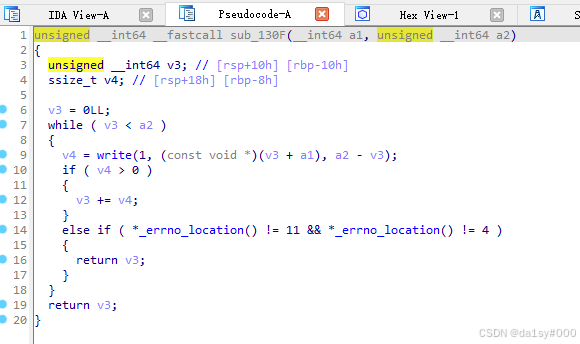 IDA View-A Pseudocode-A Hex View-1 A S
1 unsigned __int64 __fastcall sub_130F(__int64 a1, unsigned __int64 a2)
2 {
3 unsigned __int64 v3; // [rsp+10h] [rbp-10h]
4 ssize_t v4; // [rsp+18h] [rbp-8h]
5
6 v3 = 0LL;
7 while ( v3 < a2 )
8 {
9 v4 = write(1, (const void *)(v3 + a1), a2 - v3);
10 if ( v4 > 0 )
11 {
12 v3 += v4;
13 }
14 else if ( *_errno_location() != 11 && *_errno_location() != 4 )
15 {
16 return v3;
17 }
18 }
19 return v3;
20 }
CSDN @da1sy#000